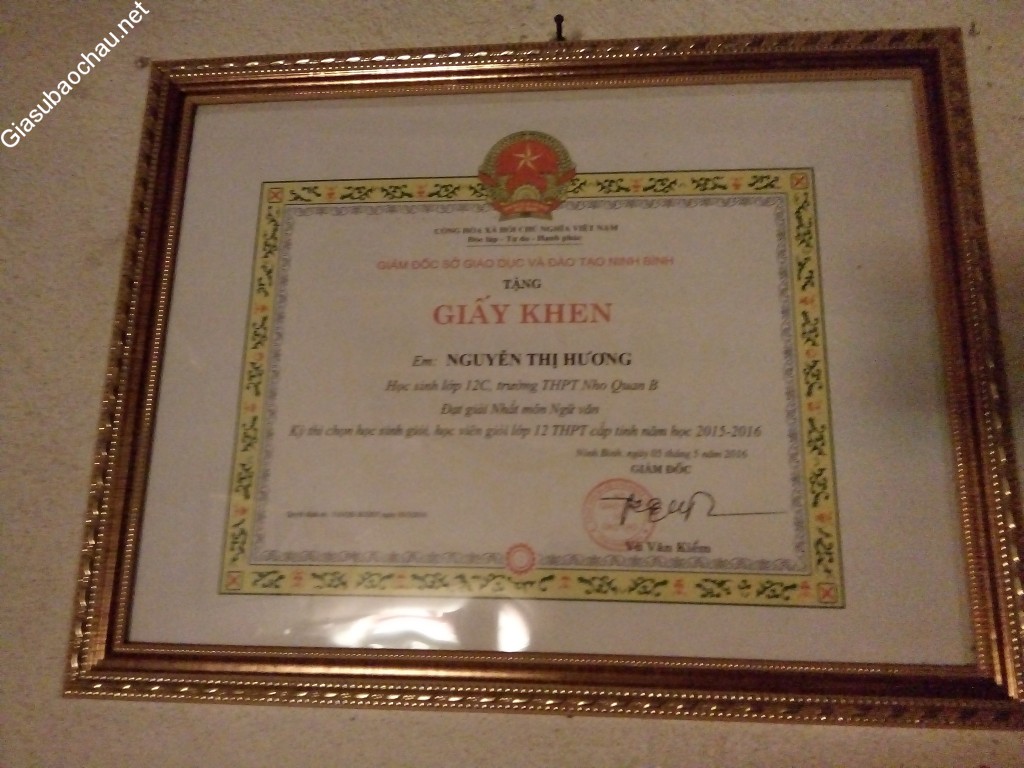 Giasubaochau.net
CỘNG HÒA XÃ HỘI CHỦ NGHĨA VIỆT NAM
Độc lập - Tự do - Hạnh phúc
GIÁM ĐỐC SỞ GIÁO DỤC VÀ ĐÀO TẠO NINH BÌNH
TẶNG
GIẤY KHEN
Em: NGUYỄN THỊ HƯƠNG
Học sinh lớp 12C, trường THPT Nho Quan B
Đạt giải Nhất môn Ngữ văn
Kỳ thi chọn học sinh giỏi, học viên giỏi lớp 12 THPT cấp tỉnh năm học 2015-2016
Ninh Bình, ngày 05 tháng 5 năm 2016
GIÁM ĐỐC
Vũ Văn Kiểm